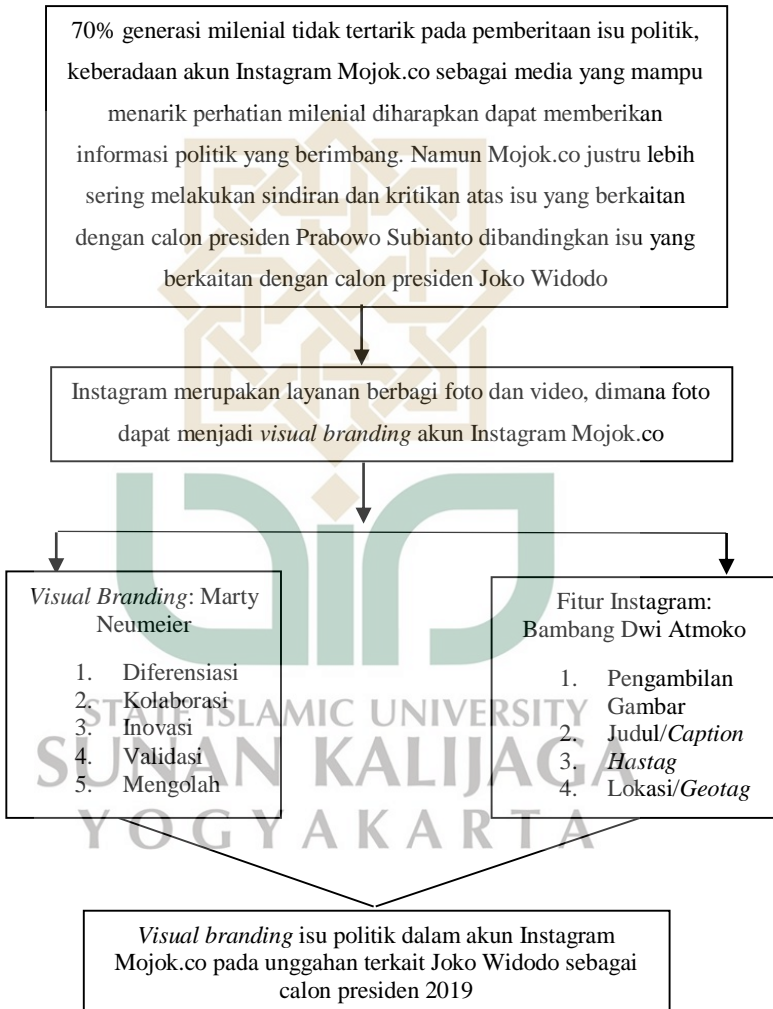 70% generasi milenial tidak tertarik pada pemberitaan isu politik,
keberadaan akun Instagram Mojok.co sebagai media yang mampu
menarik perhatian milenial diharapkan dapat memberikan
informasi politik yang berimbang. Namun Mojok.co justru lebih
sering melakukan sindiran dan kritikan atas isu yang berkaitan
dengan calon presiden Prabowo Subianto dibandingkan isu yang
berkaitan dengan calon presiden Joko Widodo
Instagram merupakan layanan berbagi foto dan video, dimana foto
dapat menjadi visual branding akun Instagram Mojok.co
Visual Branding: Marty
Neumeier
1. Diferensiasi
2. Kolaborasi
3. Inovasi
4. Validasi
5. Mengolah
Fitur Instagram:
Bambang Dwi Atmoko
1. Pengambilan
Gambar
2. Judul/Caption
3. Hastag
4. Lokasi/Geotag
STATE ISLAMIC UNIVERSITY
SUNAN KALIJAGA
YOGYAKARTA
Visual branding isu politik dalam akun Instagram
Mojok.co pada unggahan terkait Joko Widodo sebagai
calon presiden 2019